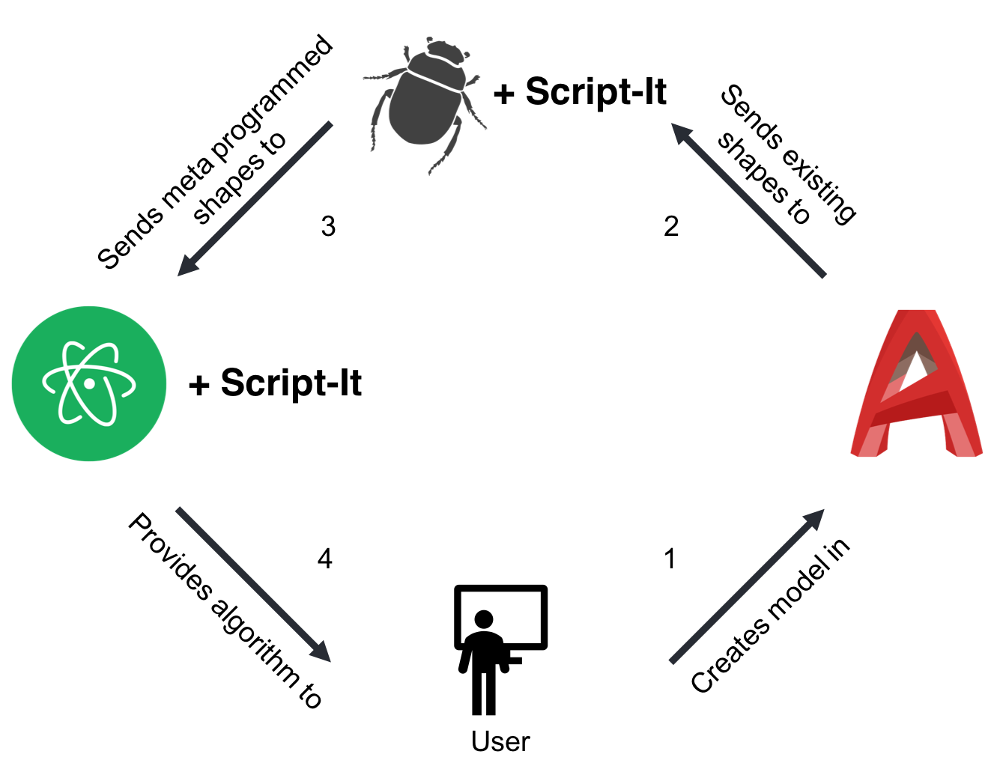 Sends meta programmed
shapes to
+ Script-It
Sends existing
shapes to
3
2
+ Script-It
Provides algorithm to
4
1
Creates model in
User